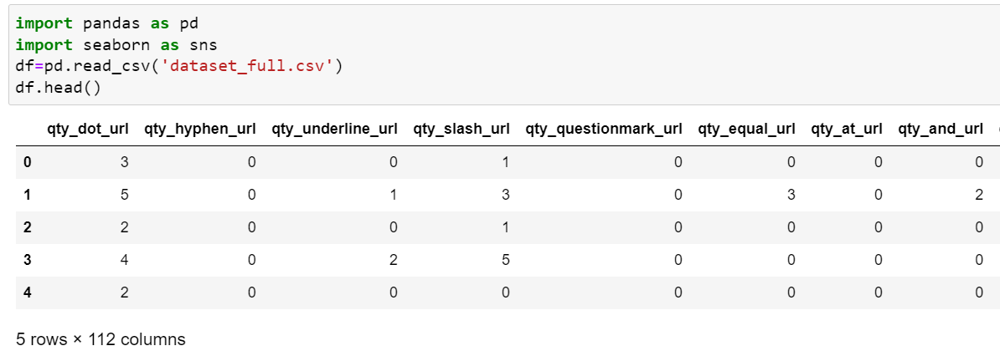 import pandas as pd
import seaborn as sns
df=pd.read_csv('dataset_full.csv')
df.head()
qty_dot_url qty_hyphen_url qty_underline_url qty_slash_url qty_questionmark_url qty_equal_url qty_at_url qty_and_url
0 3 0 0 1 0 0 0 0
1 5 0 1 3 0 3 0 2
2 2 0 0 1 0 0 0 0
3 4 0 2 5 0 0 0 0
4 2 0 0 0 0 0 0 0
5 rows × 112 columns